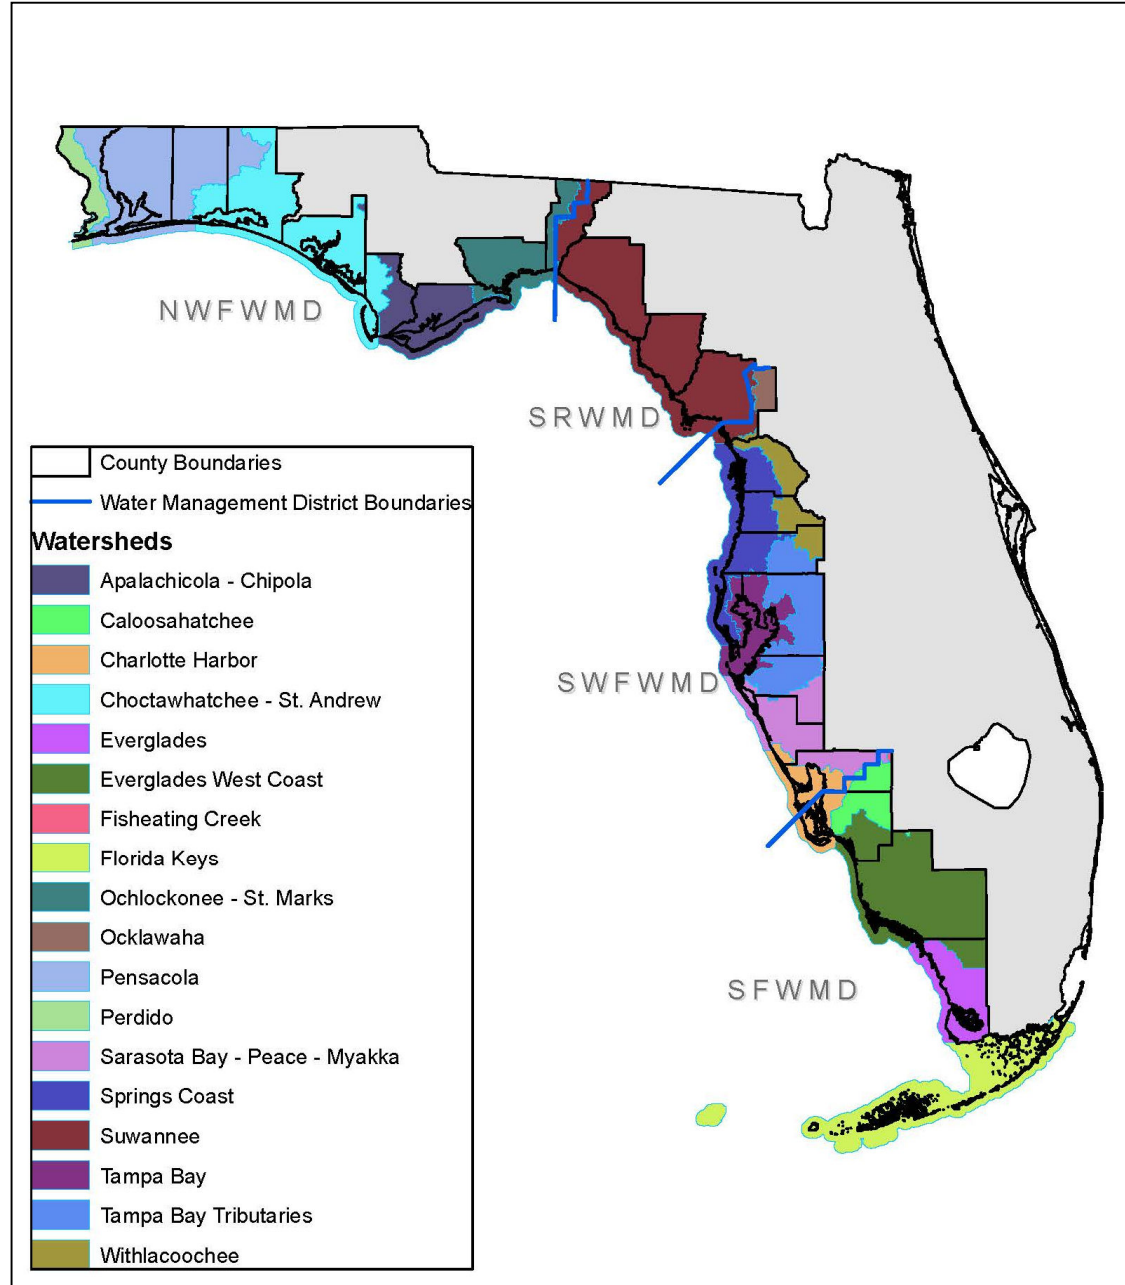 NWFWMD
SRWMD
County Boundaries
Water Management District Boundaries
Watersheds
Apalachicola - Chipola
Caloosahatchee
Charlotte Harbor
SWFWMD
Choctawhatchee - St. Andrew
Everglades
Everglades West Coast
Fisheating Creek
Florida Keys
Ochlockonee - St. Marks
Ocklawaha
Pensacola
SFWMD
Perdido
Sarasota Bay - Peace - Myakka
Springs Coast
Suwannee
Tampa Bay
Tampa Bay Tributaries
Withlacoochee